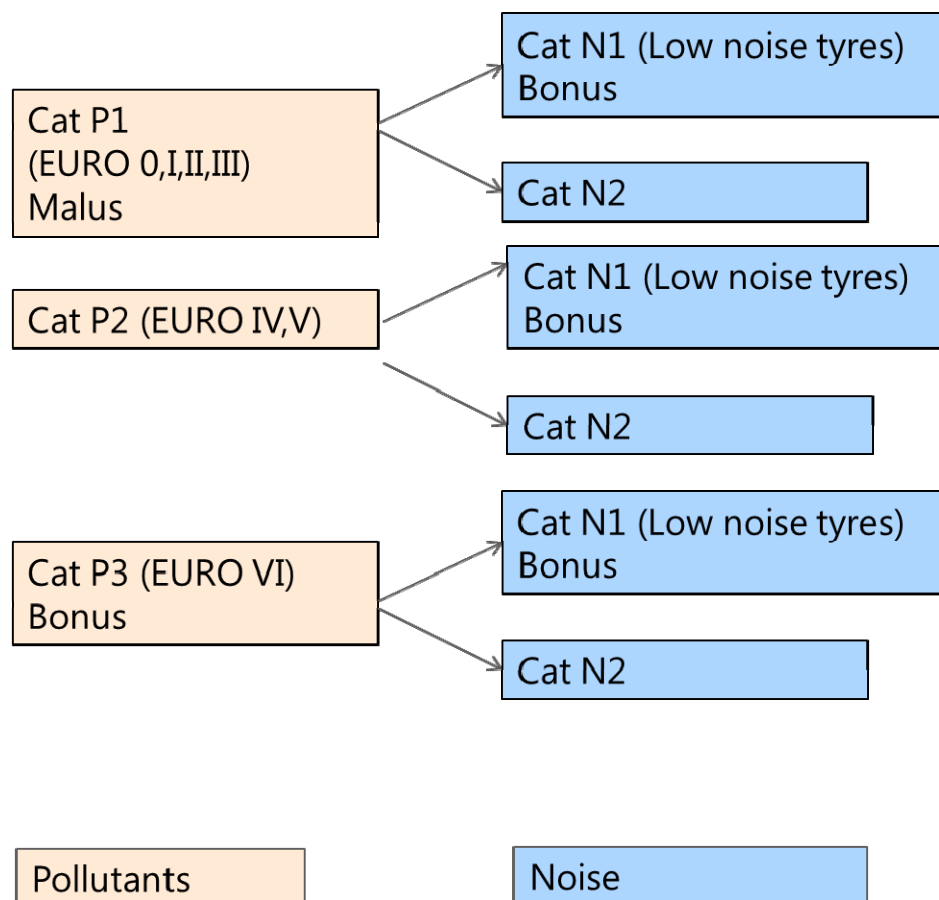 Cat P1
(EURO 0,I,II,III)
Malus
Cat N1 (Low noise tyres)
Bonus
Cat N2
Cat P2 (EURO IV,V)
Cat N1 (Low noise tyres)
Bonus
Cat N2
Cat P3 (EURO VI)
Bonus
Cat N1 (Low noise tyres)
Bonus
Cat N2
Pollutants
Noise